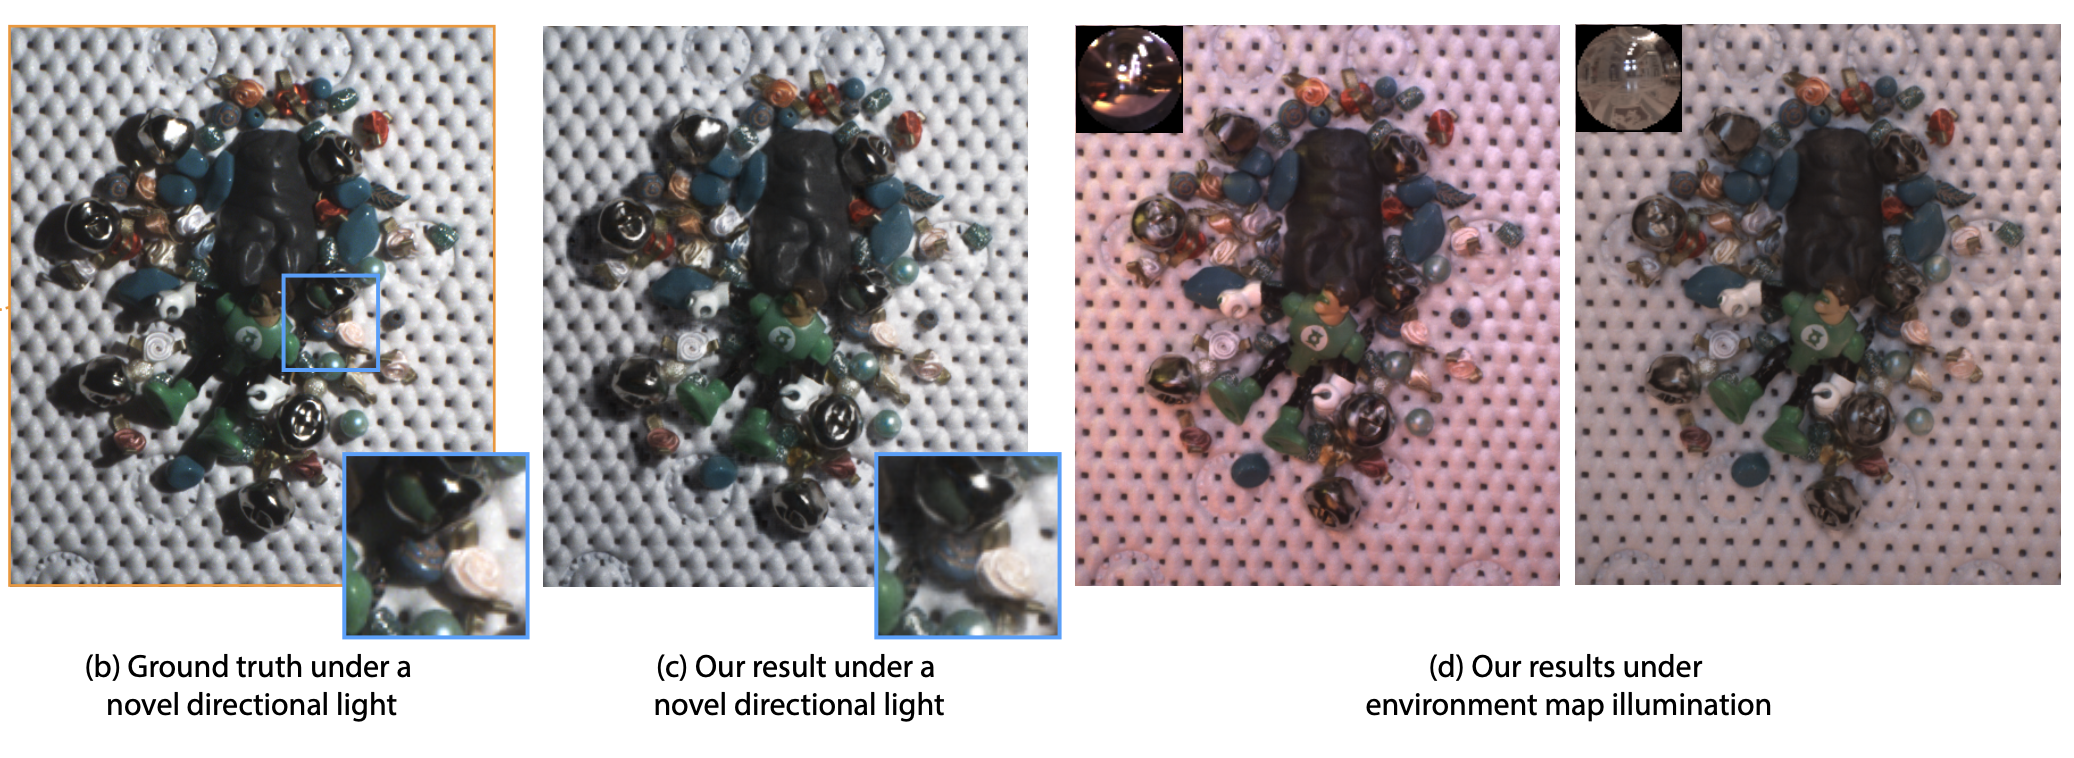 (b) Ground truth under a
novel directional light
(c) Our result under a
novel directional light
(d) Our results under
environment map illumination